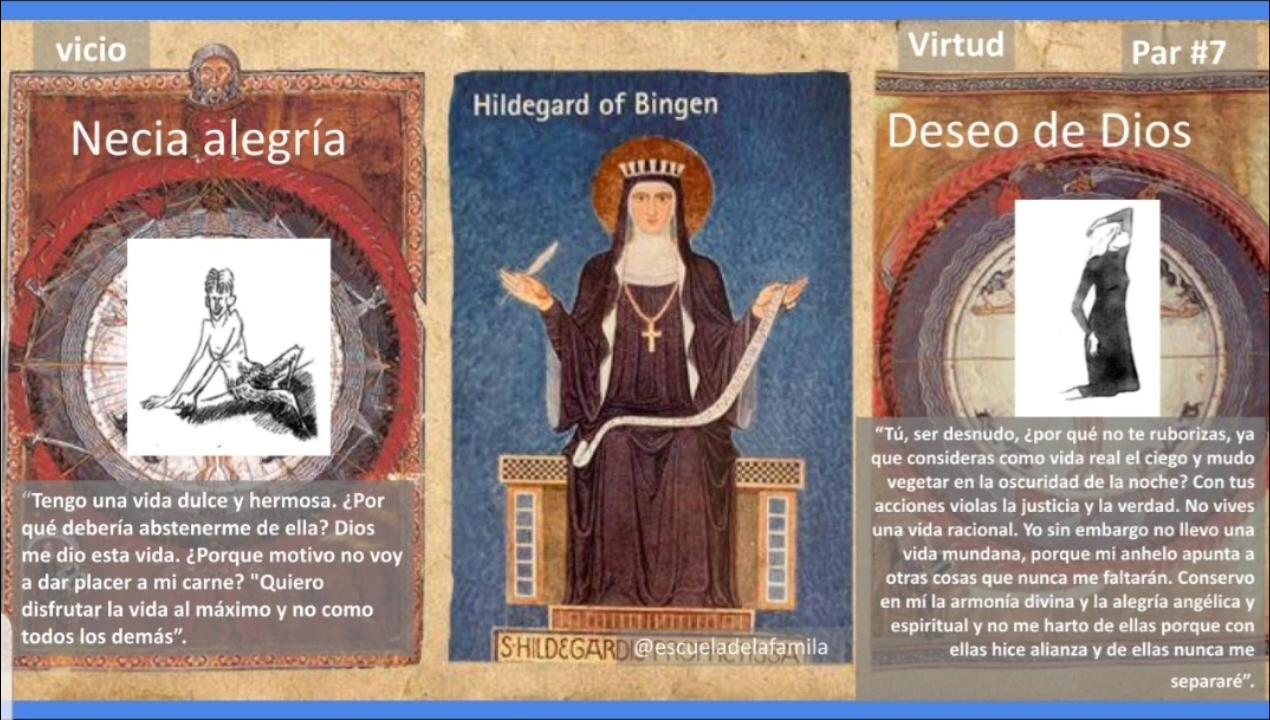 vicio
Necia alegría
“Tengo una vida dulce y hermosa. ¿Por
qué debería abstenerme de ella? Dios
me dio esta vida. ¿Porque motivo no voy
a dar placer a mi carne? "Quiero
disfrutar la vida al máximo y no como
todos los demás”.
Hildegard of Bingen
S·HILDEGARDIS
@escueladelafamila
Virtud
Par #7
Deseo de Dios
“Tú, ser desnudo, ¿por qué no te ruborizas, ya
que consideras como vida real el ciego y mudo
vegetar en la oscuridad de la noche? Con tus
acciones violas la justicia y la verdad. No vives
una vida racional. Yo sin embargo no llevo una
vida mundana, porque mi anhelo apunta a
otras cosas que nunca me faltarán. Conservo
en mí la armonía divina y la alegría angélica y
espiritual y no me harto de ellas porque con
ellas hice alianza y de ellas nunca me
separaré”.